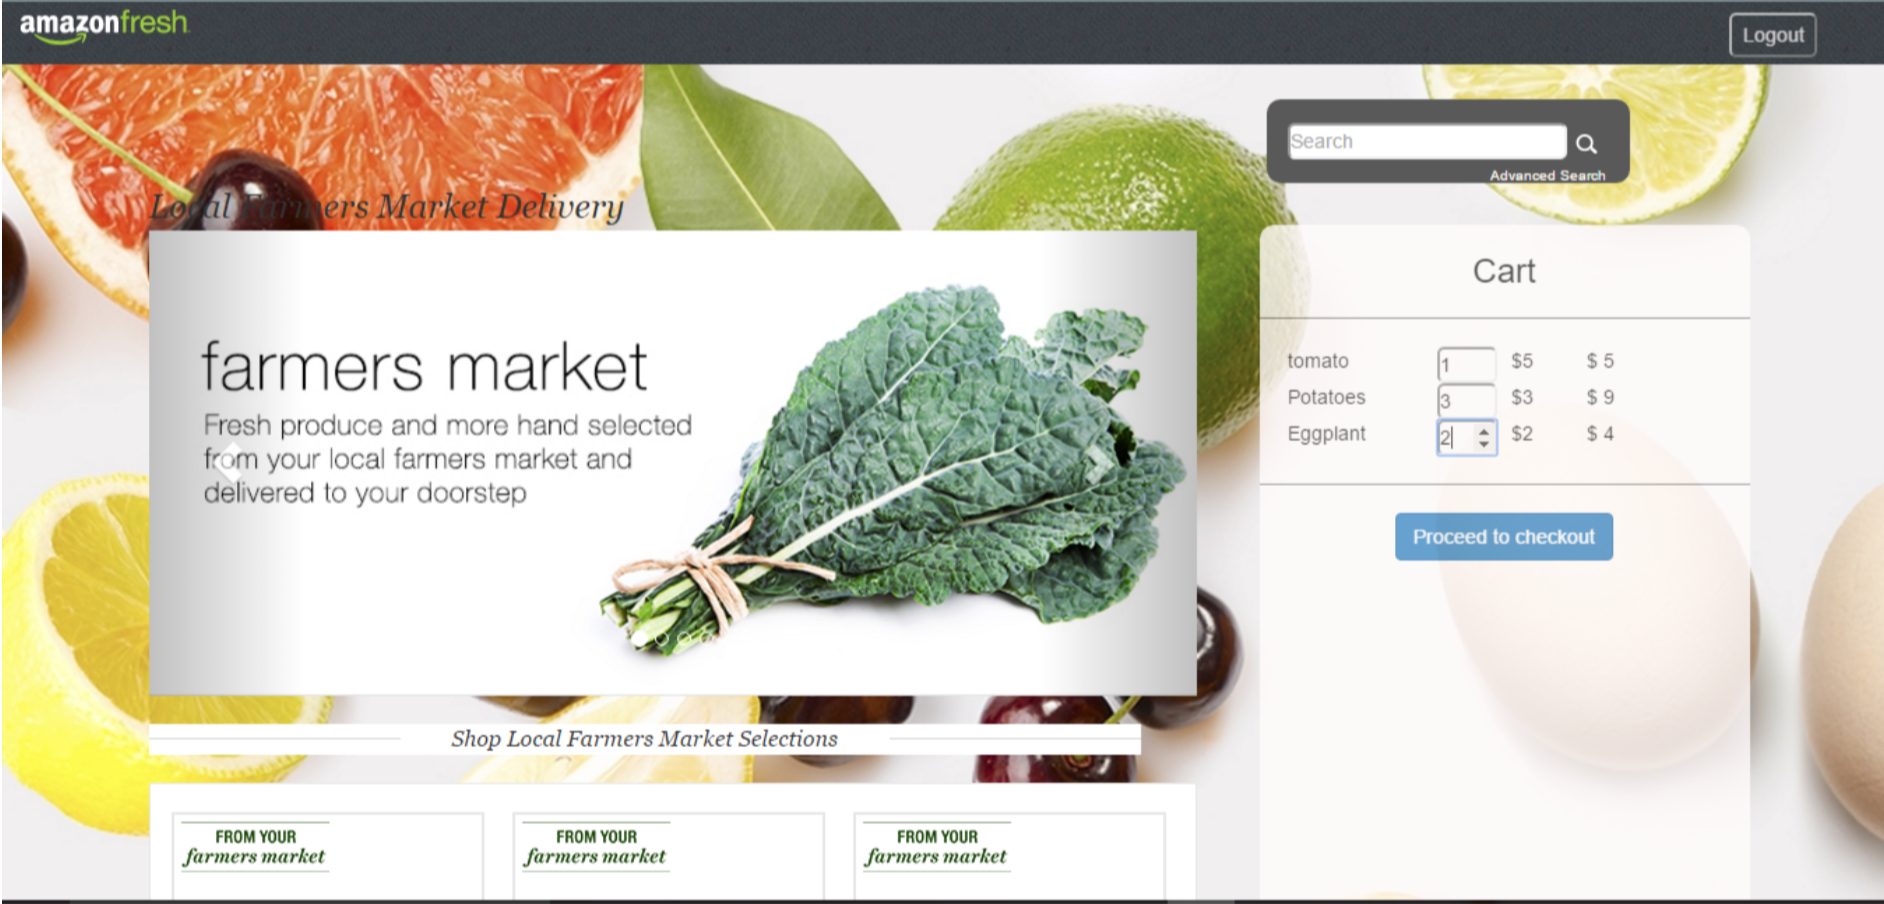 amazonfresh
Logout
Search
Advanced Search
Local Farmers Market Delivery
farmers market
Fresh produce and more hand selected
from your local farmers market and
delivered to your doorstep
Cart
tomato 1 $5 $ 5
Potatoes 3 $3 $ 9
Eggplant 2 $2 $ 4
Proceed to checkout
Shop Local Farmers Market Selections
FROM YOUR
farmers market
FROM YOUR
farmers market
FROM YOUR
farmers market